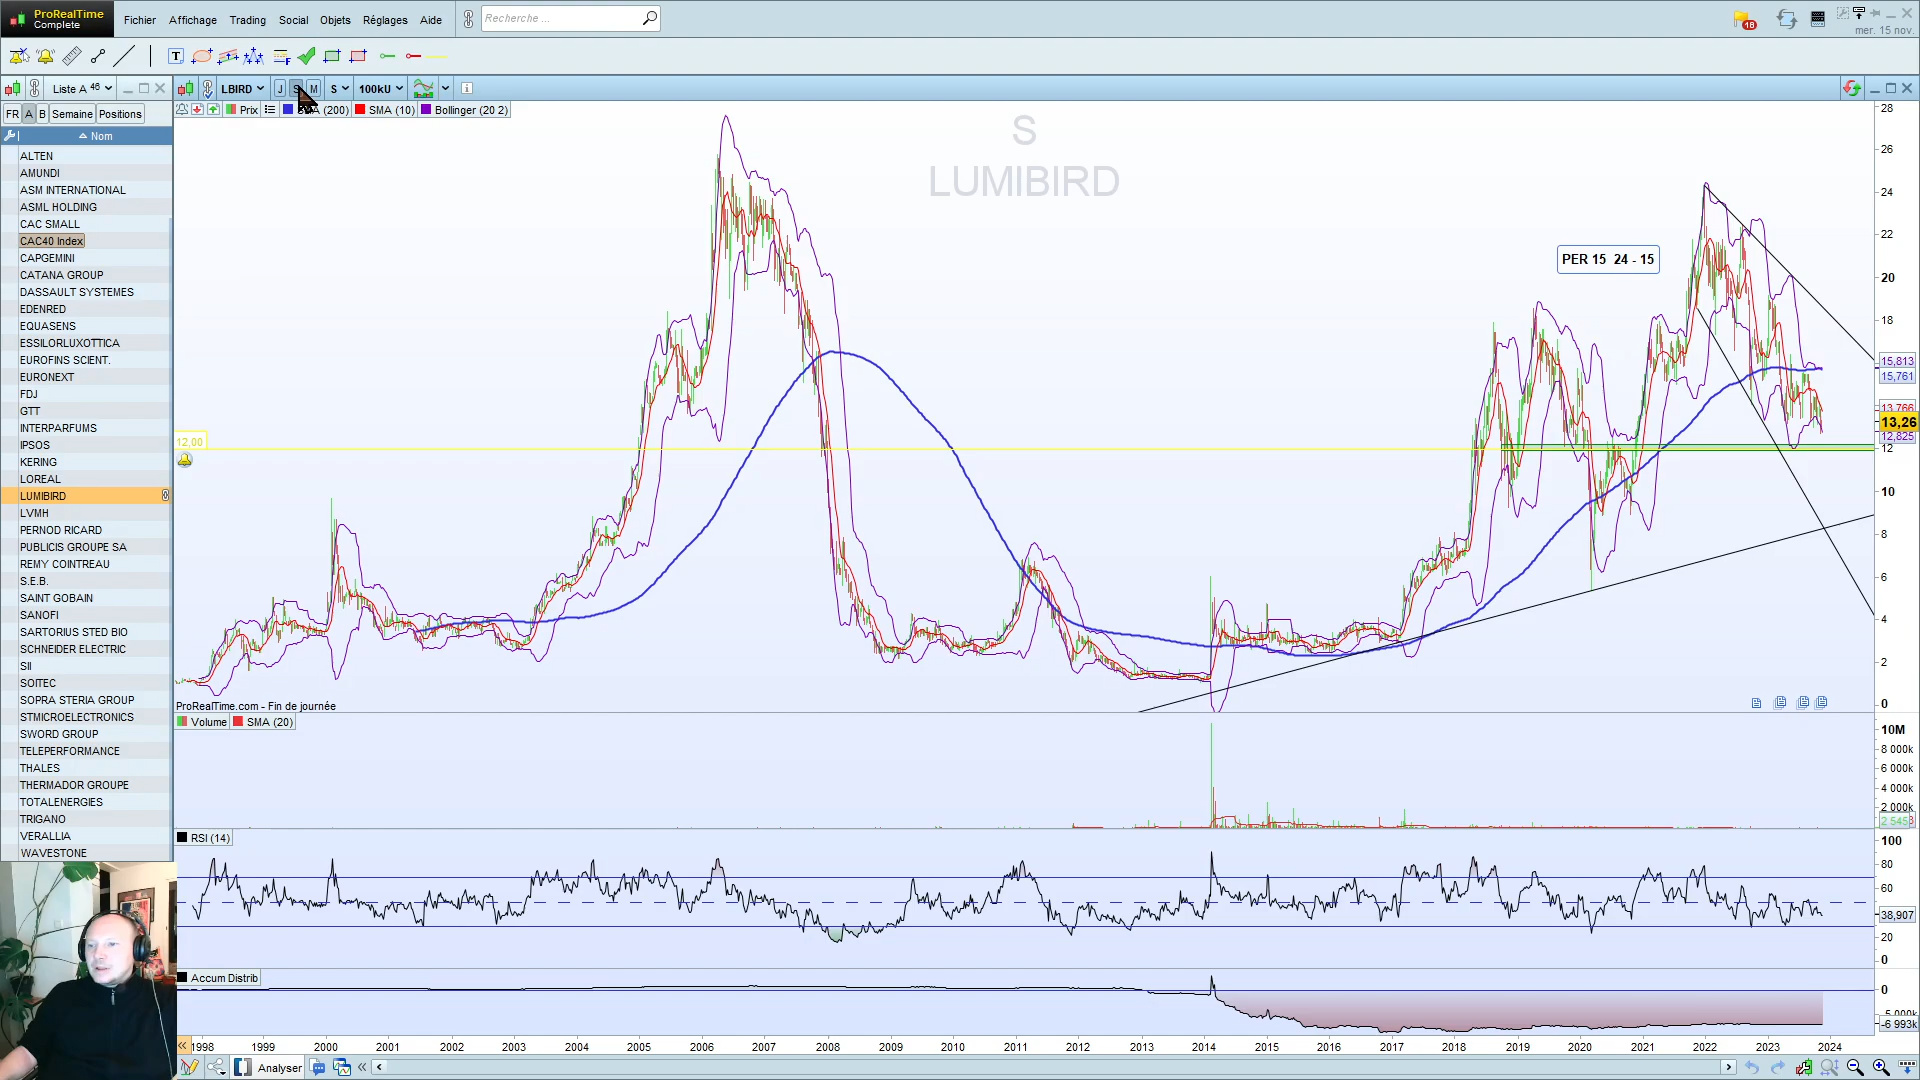 ProRealTime
Complete
Fichier Affichage Trading Social Objets Réglages Aide
Recherche ...
18
mer. 15 nov.
Liste A 46
LBIRD J S M S 100kU
FR A B Semaine Positions
Prix (200) SMA (10) Bollinger (20 2)
Nom
ALTEN
AMUNDI
ASM INTERNATIONAL
ASML HOLDING
CAC SMALL
CAC40 Index
CAPGEMINI
CATANA GROUP
DASSAULT SYSTEMES
EDENRED
EQUASENS
ESSILORLUXOTTICA
EUROFINS SCIENT.
EURONEXT
FDJ
GTT
INTERPARFUMS
IPSOS
KERING
LOREAL
LUMIBIRD
LVMH
PERNOD RICARD
PUBLICIS GROUPE SA
REMY COINTREAU
S.E.B.
SAINT GOBAIN
SANOFI
SARTORIUS STED BIO
SCHNEIDER ELECTRIC
SII
SOITEC
SOPRA STERIA GROUP
STMICROELECTRONICS
SWORD GROUP
TELEPERFORMANCE
THALES
THERMADOR GROUPE
TOTALENERGIES
TRIGANO
VERALLIA
WAVESTONE
S
LUMIBIRD
PER 15 24 - 15
12,00
28
26
24
22
20
18
15,813
15,761
13,766
13,26
12,825
12
10
8
6
4
2
0
ProRealTime.com - Fin de journée
Volume SMA (20)
10M
8 000k
6 000k
4 000k
2 000k
RSI (14)
100
80
60
38,907
20
0
Accum Distrib
0
-5 000k
-6 993k
1998 1999 2000 2001 2002 2003 2004 2005 2006 2007 2008 2009 2010 2011 2012 2013 2014 2015 2016 2017 2018 2019 2020 2021 2022 2023 2024
Analyser